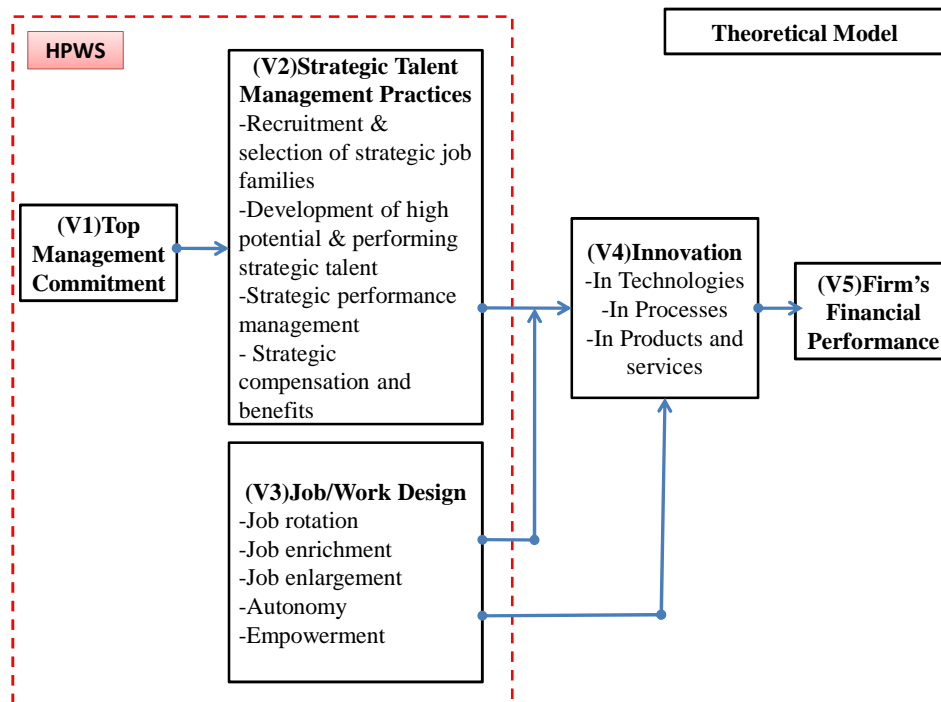 HPWS
Theoretical Model
(V1)Top
Management
Commitment
(V2)Strategic Talent
Management Practices
-Recruitment &
selection of strategic job
families
-Development of high
potential & performing
strategic talent
-Strategic performance
management
- Strategic
compensation and
benefits
(V3)Job/Work Design
-Job rotation
-Job enrichment
-Job enlargement
-Autonomy
-Empowerment
(V4)Innovation
-In Technologies
-In Processes
-In Products and
services
(V5)Firm’s
Financial
Performance